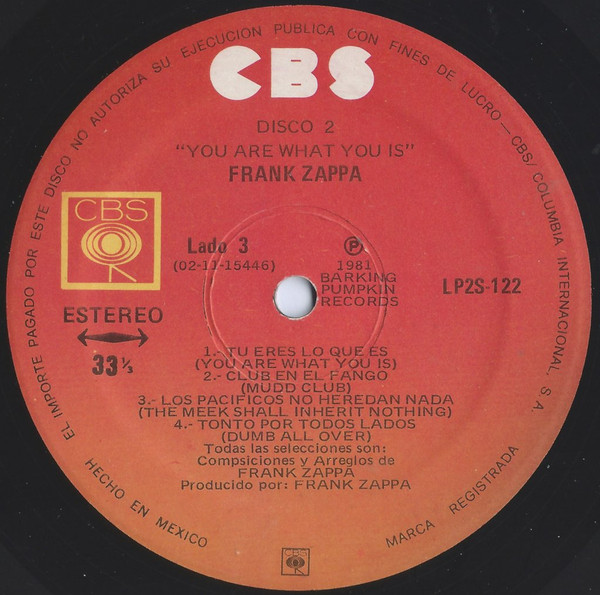 EL IMPORTE PAGADO POR ESTE DISCO NO AUTORIZA SU EJECUCION PUBLICA CON FINES DE LUCRO—CBS/COLUMBIA INTERNACIONAL, S. A.
CBS
DISCO 2
"YOU ARE WHAT YOU IS"
FRANK ZAPPA
CBS
Lado 3
(02-11-15446)
℗
1981
BARKING
PUMPKIN
RECORDS
LP2S-122
ESTEREO
33⅓
1.- TU ERES LO QUE ES
(YOU ARE WHAT YOU IS)
2.- CLUB EN EL FANGO
(MUDD CLUB)
3.- LOS PACIFICOS NO HEREDAN NADA
(THE MEEK SHALL INHERIT NOTHING)
4.- TONTO POR TODOS LADOS
(DUMB ALL OVER)
Todas las selecciones son:
Compsiciones y Arreglos de
FRANK ZAPPA
Producido por: FRANK ZAPPA
HECHO EN MEXICO
MARCA REGISTRADA
CBS